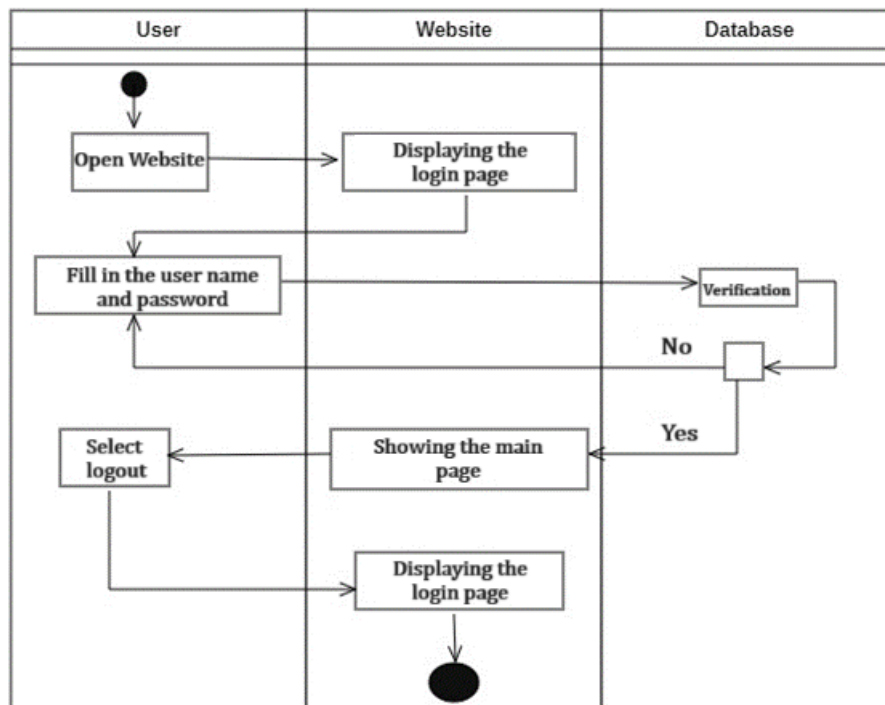 User
Website
Database
Open Website
Displaying the
login page
Fill in the user name
and password
Verification
No
Yes
Select
logout
Showing the main
page
Displaying the
login page